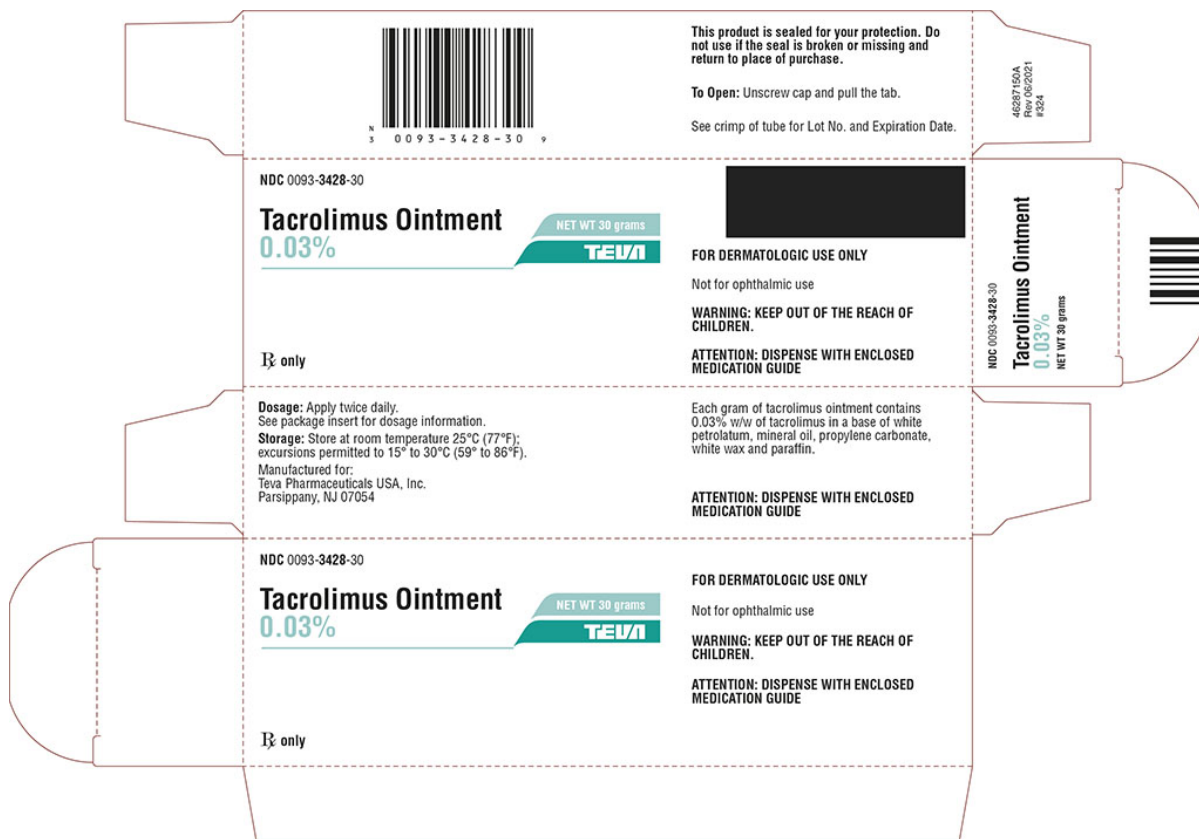 N
3
0093-3428-30 9
This product is sealed for your protection. Do
not use if the seal is broken or missing and
return to place of purchase.
To Open: Unscrew cap and pull the tab.
See crimp of tube for Lot No. and Expiration Date.
46287150A
Rev 06/2021
#324
NDC 0093-3428-30
Tacrolimus Ointment
0.03%
NET WT 30 grams
TEVA
℞ only
FOR DERMATOLOGIC USE ONLY
Not for ophthalmic use
WARNING: KEEP OUT OF THE REACH OF
CHILDREN.
ATTENTION: DISPENSE WITH ENCLOSED
MEDICATION GUIDE
NDC 0093-3428-30
Tacrolimus Ointment
0.03%
NET WT 30 grams
Dosage: Apply twice daily.
See package insert for dosage information.
Storage: Store at room temperature 25°C (77°F);
excursions permitted to 15° to 30°C (59° to 86°F).
Manufactured for:
Teva Pharmaceuticals USA, Inc.
Parsippany, NJ 07054
Each gram of tacrolimus ointment contains
0.03% w/w of tacrolimus in a base of white
petrolatum, mineral oil, propylene carbonate,
white wax and paraffin.
ATTENTION: DISPENSE WITH ENCLOSED
MEDICATION GUIDE
NDC 0093-3428-30
Tacrolimus Ointment
0.03%
NET WT 30 grams
TEVA
℞ only
FOR DERMATOLOGIC USE ONLY
Not for ophthalmic use
WARNING: KEEP OUT OF THE REACH OF
CHILDREN.
ATTENTION: DISPENSE WITH ENCLOSED
MEDICATION GUIDE